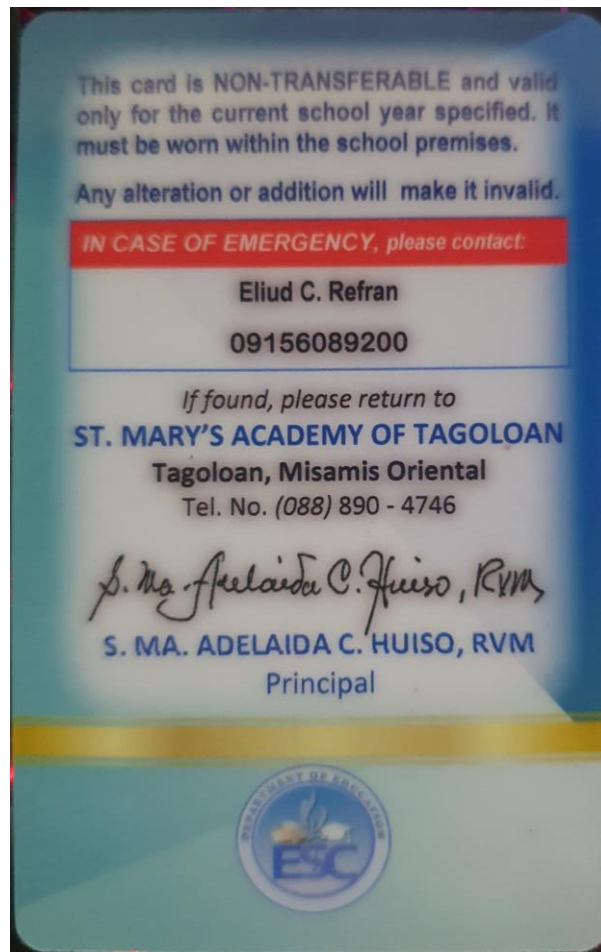 This card is NON-TRANSFERABLE and valid
only for the current school year specified. It
must be worn within the school premises.
Any alteration or addition will make it invalid.
IN CASE OF EMERGENCY, please contact:
Eliud C. Refran
09156089200
If found, please return to
ST. MARY'S ACADEMY OF TAGOLOAN
Tagoloan, Misamis Oriental
Tel. No. (088) 890 - 4746
S. Ma. Adelaida C. Huiso, RVM
S. MA. ADELAIDA C. HUISO, RVM
Principal
DEPARTMENT OF EDUCATION
ESC